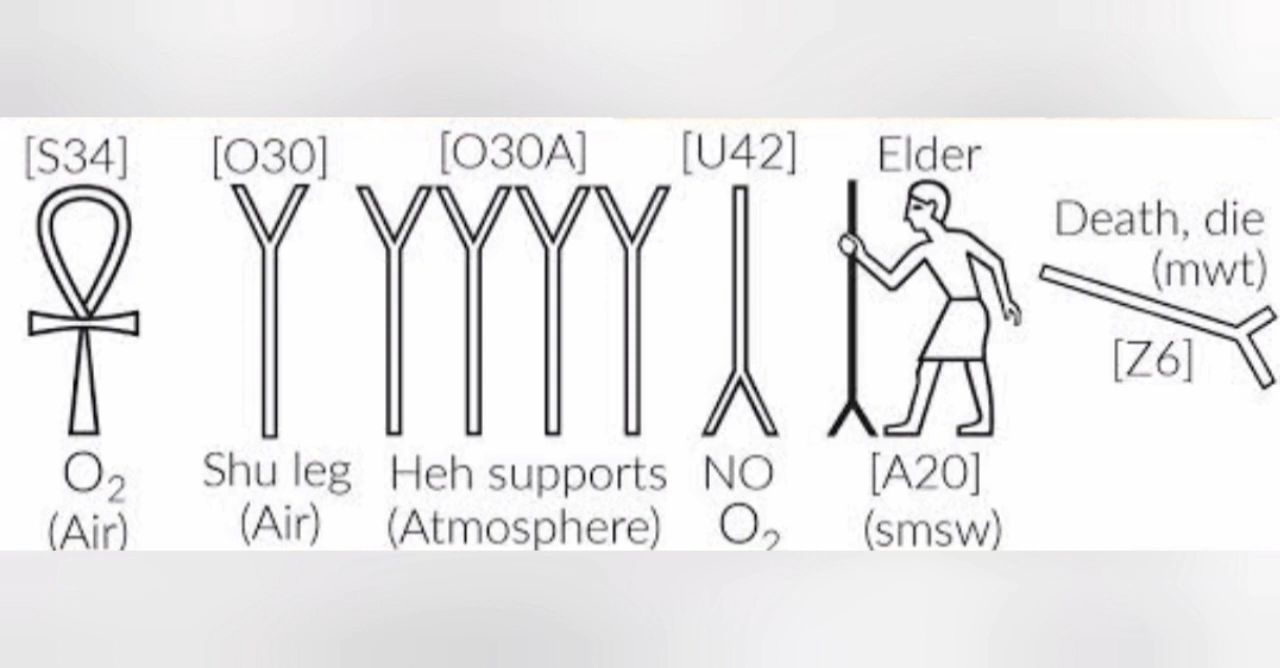 [S34]
[O30]
[O30A]
[U42]
Elder
Death, die
(mwt)
[Z6]
O₂
(Air)
Shu leg
(Air)
Heh supports
(Atmosphere)
NO
O₂
[A20]
(smsw)